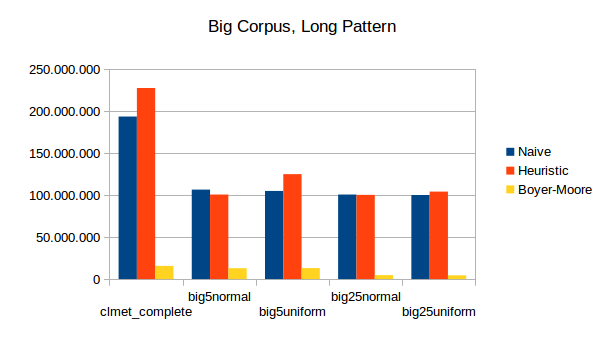 Big Corpus, Long Pattern
250.000.000
200.000.000
150.000.000
100.000.000
50.000.000
0
clmet_complete
big5normal
big5uniform
big25normal
big25uniform
Naive
Heuristic
Boyer-Moore